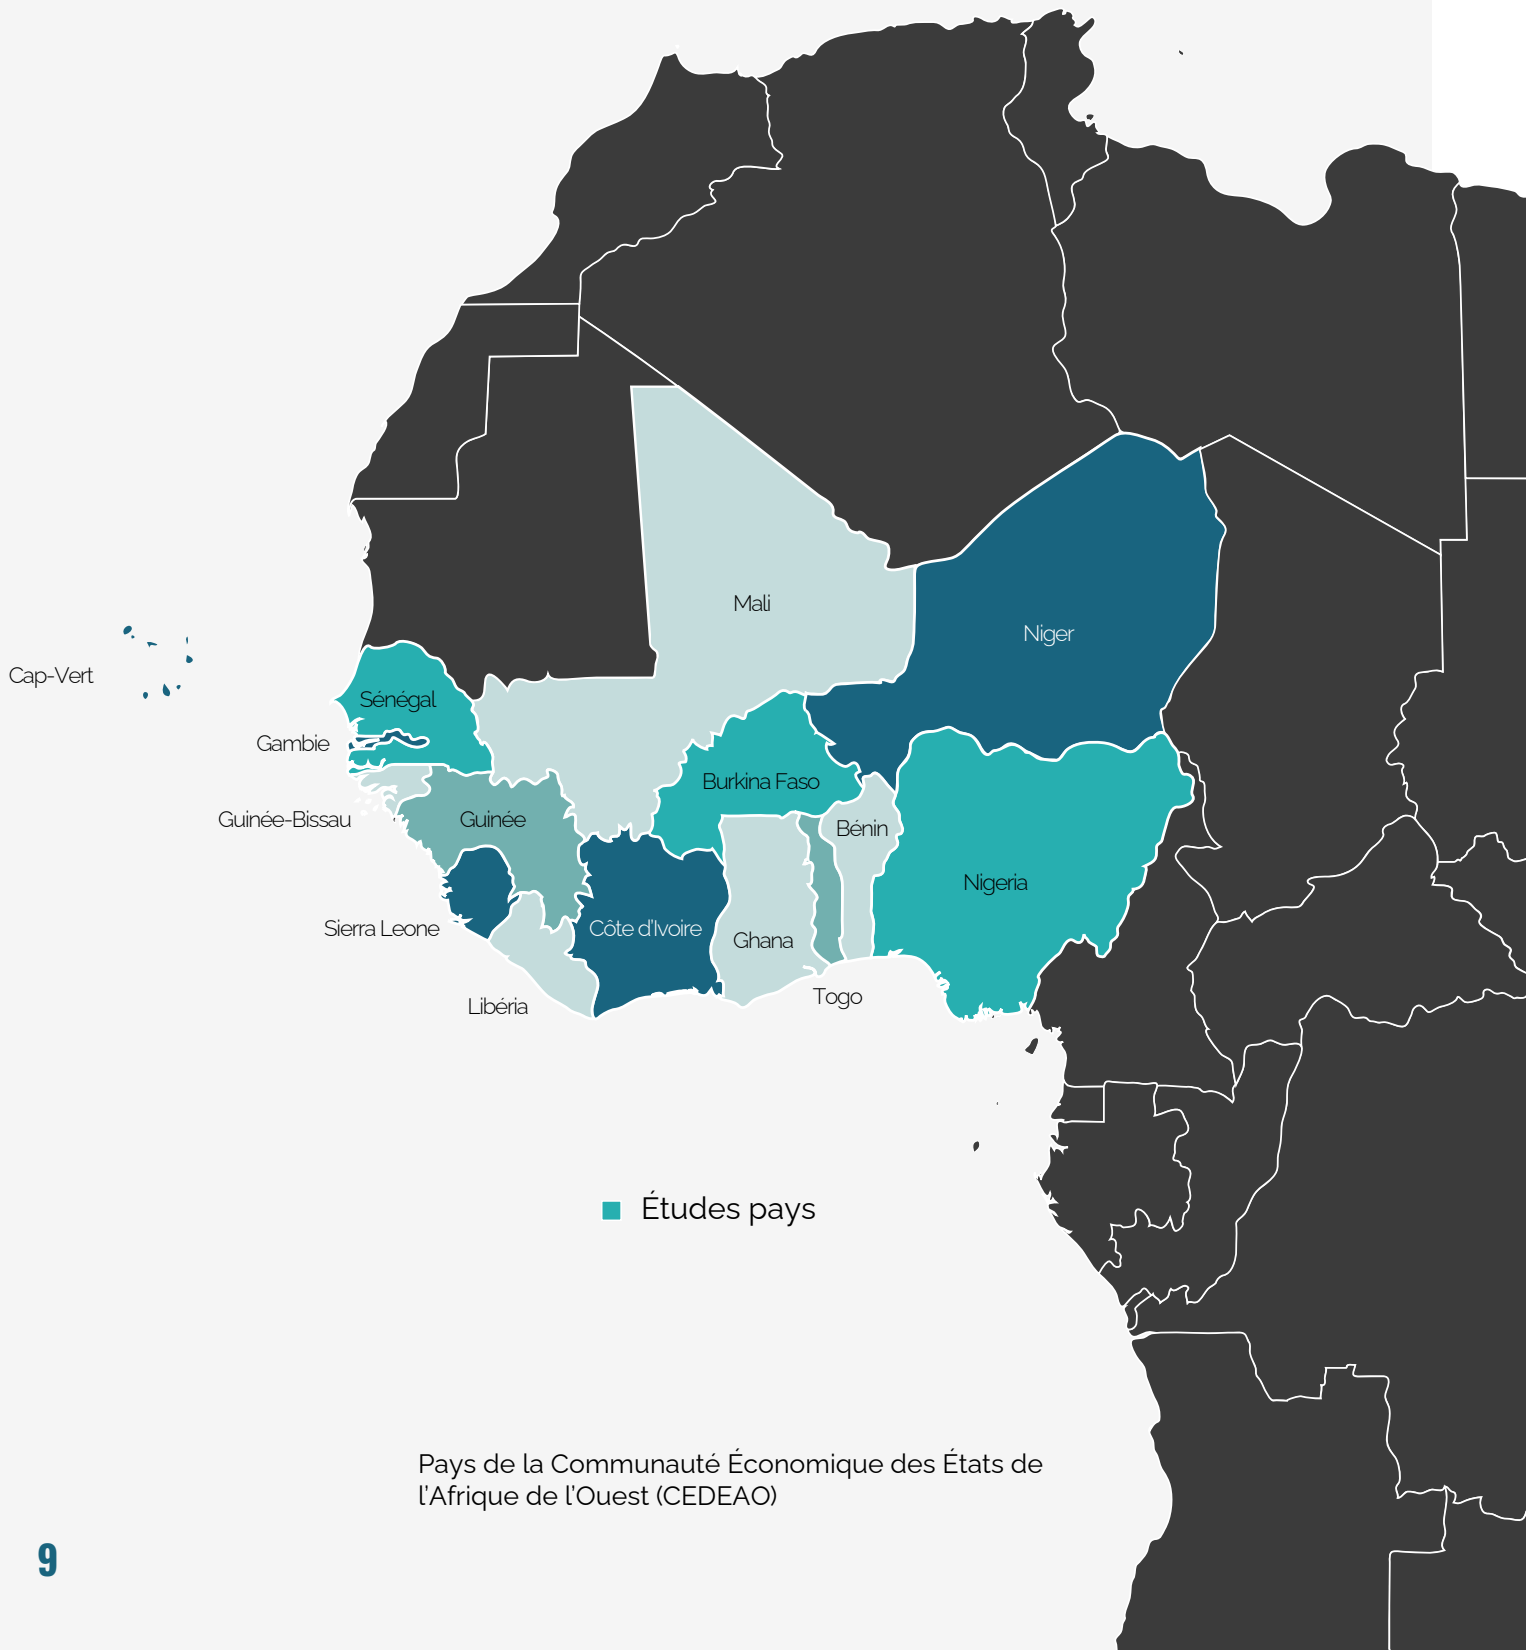 Mali
Niger
Cap-Vert
Sénégal
Gambie
Burkina Faso
Guinée-Bissau
Guinée
Bénin
Nigeria
Sierra Leone
Côte d'Ivoire
Ghana
Togo
Libéria
Études pays
Pays de la Communauté Économique des États de
l'Afrique de l'Ouest (CEDEAO)
9